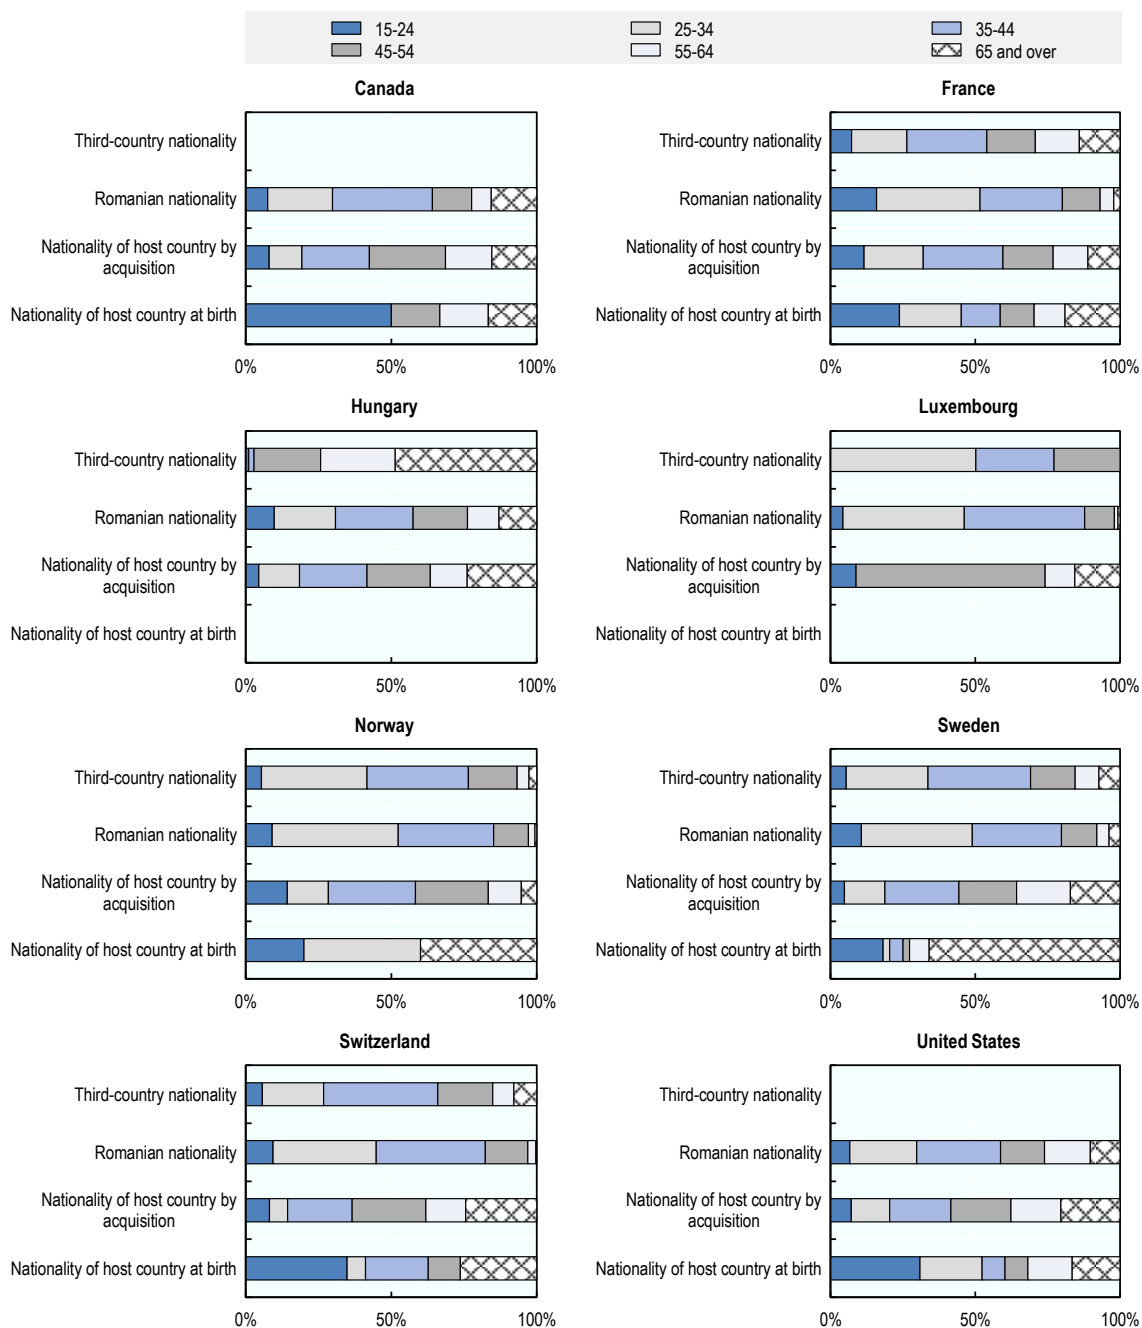 15-24
25-34
35-44
45-54
55-64
65 and over
Canada
Third-country nationality
Romanian nationality
Nationality of host country by
acquisition
Nationality of host country at birth
0%
50%
100%
France
Third-country nationality
Romanian nationality
Nationality of host country by
acquisition
Nationality of host country at birth
0%
50%
100%
Hungary
Third-country nationality
Romanian nationality
Nationality of host country by
acquisition
Nationality of host country at birth
0%
50%
100%
Luxembourg
Third-country nationality
Romanian nationality
Nationality of host country by
acquisition
Nationality of host country at birth
0%
50%
100%
Norway
Third-country nationality
Romanian nationality
Nationality of host country by
acquisition
Nationality of host country at birth
0%
50%
100%
Sweden
Third-country nationality
Romanian nationality
Nationality of host country by
acquisition
Nationality of host country at birth
0%
50%
100%
Switzerland
Third-country nationality
Romanian nationality
Nationality of host country by
acquisition
Nationality of host country at birth
0%
50%
100%
United States
Third-country nationality
Romanian nationality
Nationality of host country by
acquisition
Nationality of host country at birth
0%
50%
100%